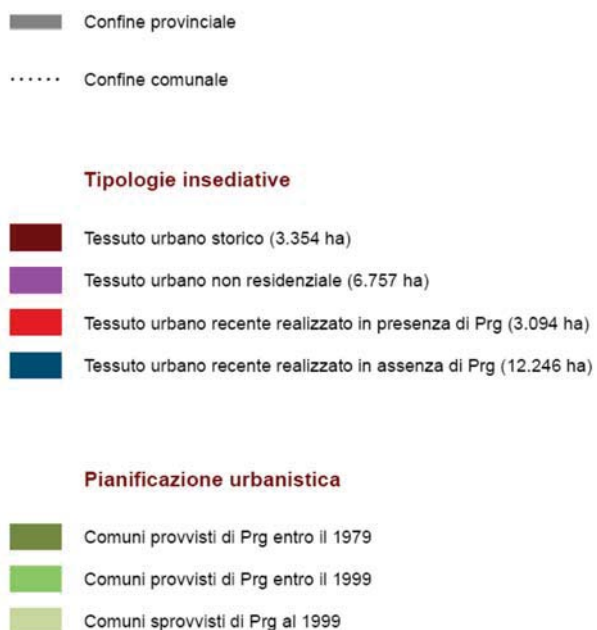 Confine provinciale
Confine comunale
Tipologie insediative
Tessuto urbano storico (3.354 ha)
Tessuto urbano non residenziale (6.757 ha)
Tessuto urbano recente realizzato in presenza di Prg (3.094 ha)
Tessuto urbano recente realizzato in assenza di Prg (12.246 ha)
Pianificazione urbanistica
Comuni provvisti di Prg entro il 1979
Comuni provvisti di Prg entro il 1999
Comuni sprovvisti di Prg al 1999